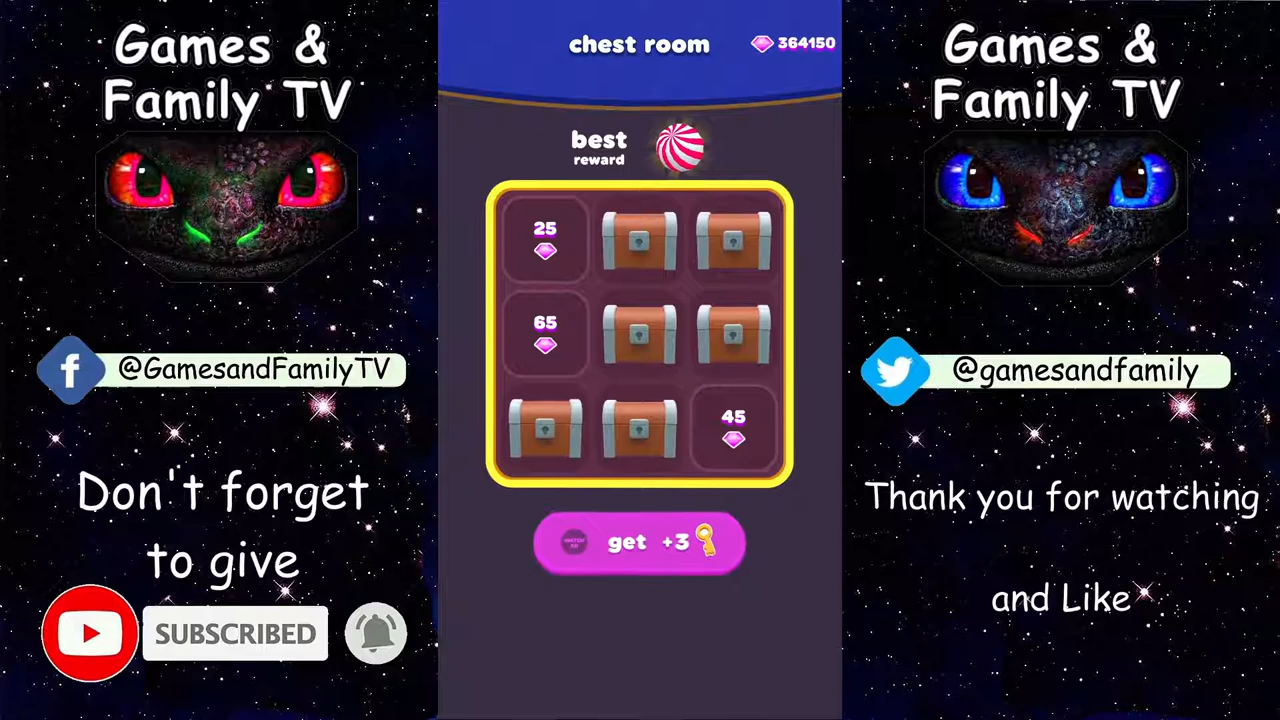 Games &
Family TV
@GamesandFamilyTV
Don't forget
to give
SUBSCRIBED
chest room
364150
best
reward
25
65
45
get +3
Games &
Family TV
@gamesandfamily
Thank you for watching
and Like